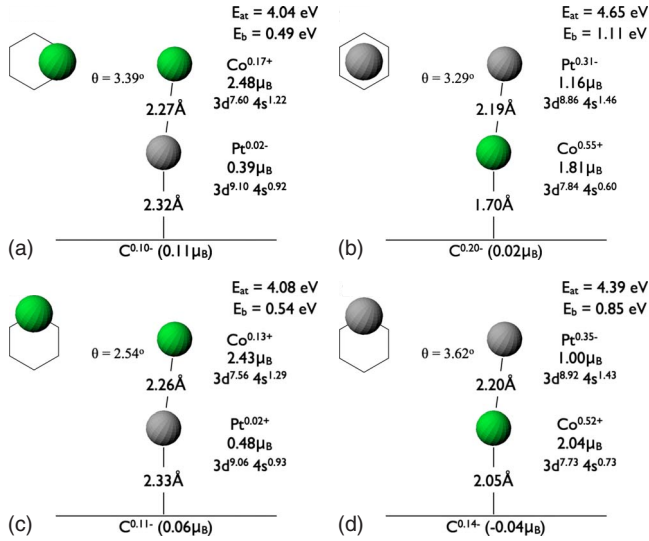 E_at = 4.04 eV
E_b = 0.49 eV
Co^0.17+
θ = 3.39°
2.48μ_B
3d^7.60 4s^1.22
2.27Å
Pt^0.02-
0.39μ_B
3d^9.10 4s^0.92
2.32Å
(a)
C^0.10- (0.11μ_B)
E_at = 4.65 eV
E_b = 1.11 eV
Pt^0.31-
θ = 3.29°
1.16μ_B
3d^8.86 4s^1.46
2.19Å
Co^0.55+
1.81μ_B
3d^7.84 4s^0.60
1.70Å
(b)
C^0.20- (0.02μ_B)
E_at = 4.08 eV
E_b = 0.54 eV
Co^0.13+
θ = 2.54°
2.43μ_B
3d^7.56 4s^1.29
2.26Å
Pt^0.02+
0.48μ_B
3d^9.06 4s^0.93
2.33Å
(c)
C^0.11- (0.06μ_B)
E_at = 4.39 eV
E_b = 0.85 eV
Pt^0.35-
θ = 3.62°
1.00μ_B
3d^8.92 4s^1.43
2.20Å
Co^0.52+
2.04μ_B
3d^7.73 4s^0.73
2.05Å
(d)
C^0.14- (-0.04μ_B)